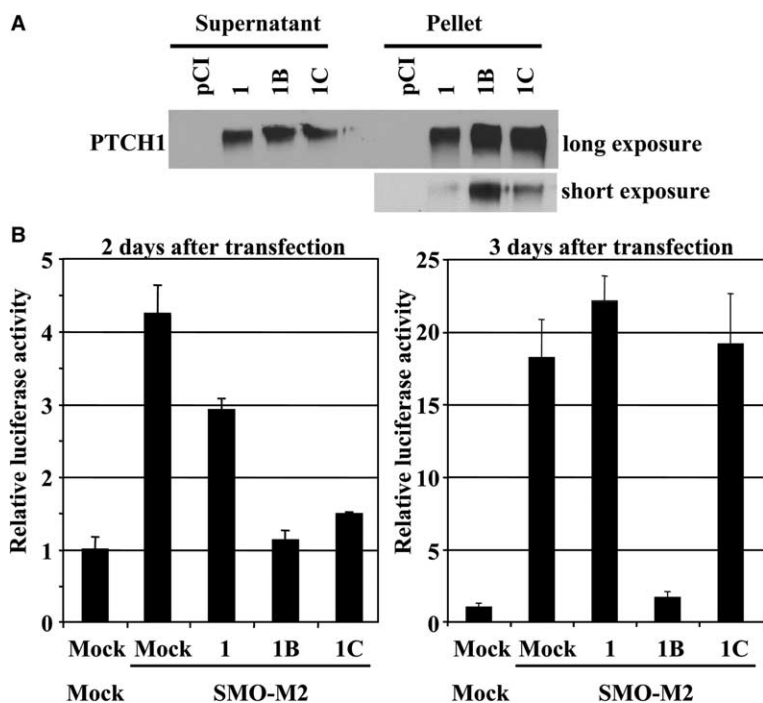 A
Supernatant Pellet
pCI 1 1B 1C pCI 1 1B 1C
PTCH1 long exposure
short exposure
B
2 days after transfection 3 days after transfection
Relative luciferase activity
5
4
3
2
1
0
Mock Mock 1 1B 1C
Mock SMO-M2
Relative luciferase activity
25
20
15
10
5
0
Mock Mock 1 1B 1C
Mock SMO-M2